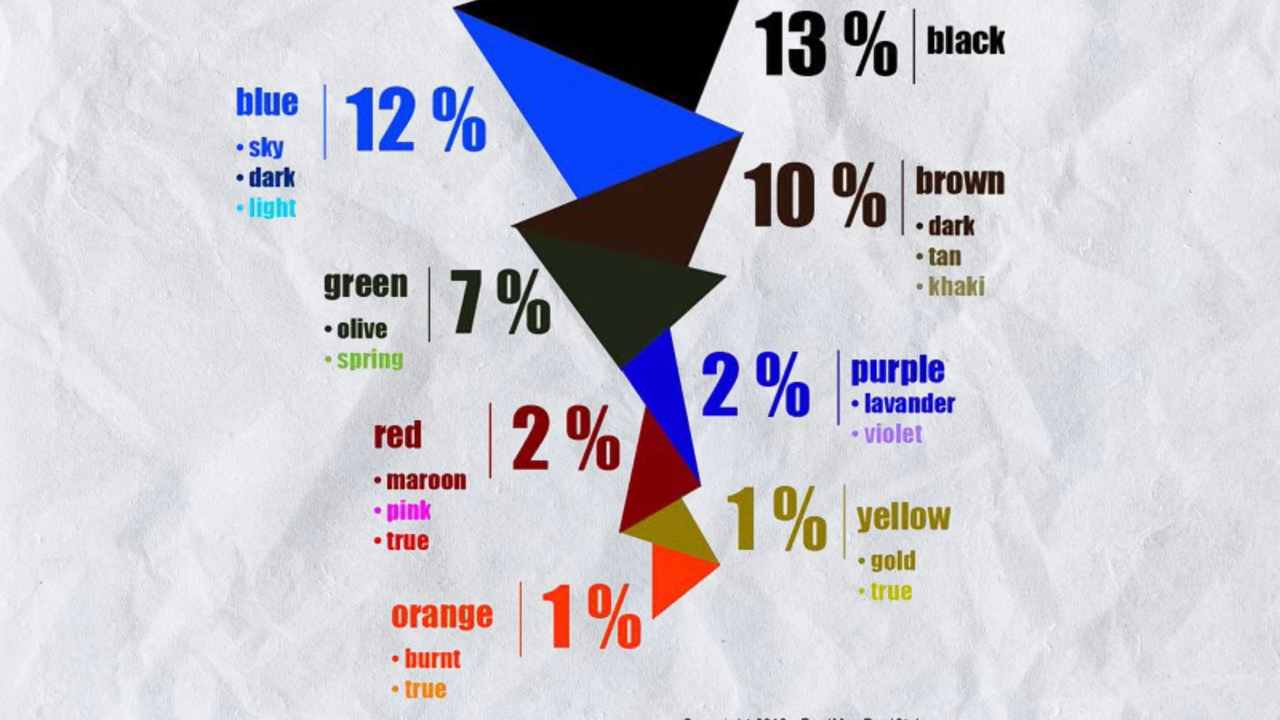 13 % black
blue 12 %
• sky
• dark
• light
10 % brown
• dark
• tan
• khaki
green 7 %
• olive
• spring
2 % purple
• lavander
• violet
red 2 %
• maroon
• pink
• true
1 % yellow
• gold
• true
orange 1 %
• burnt
• true